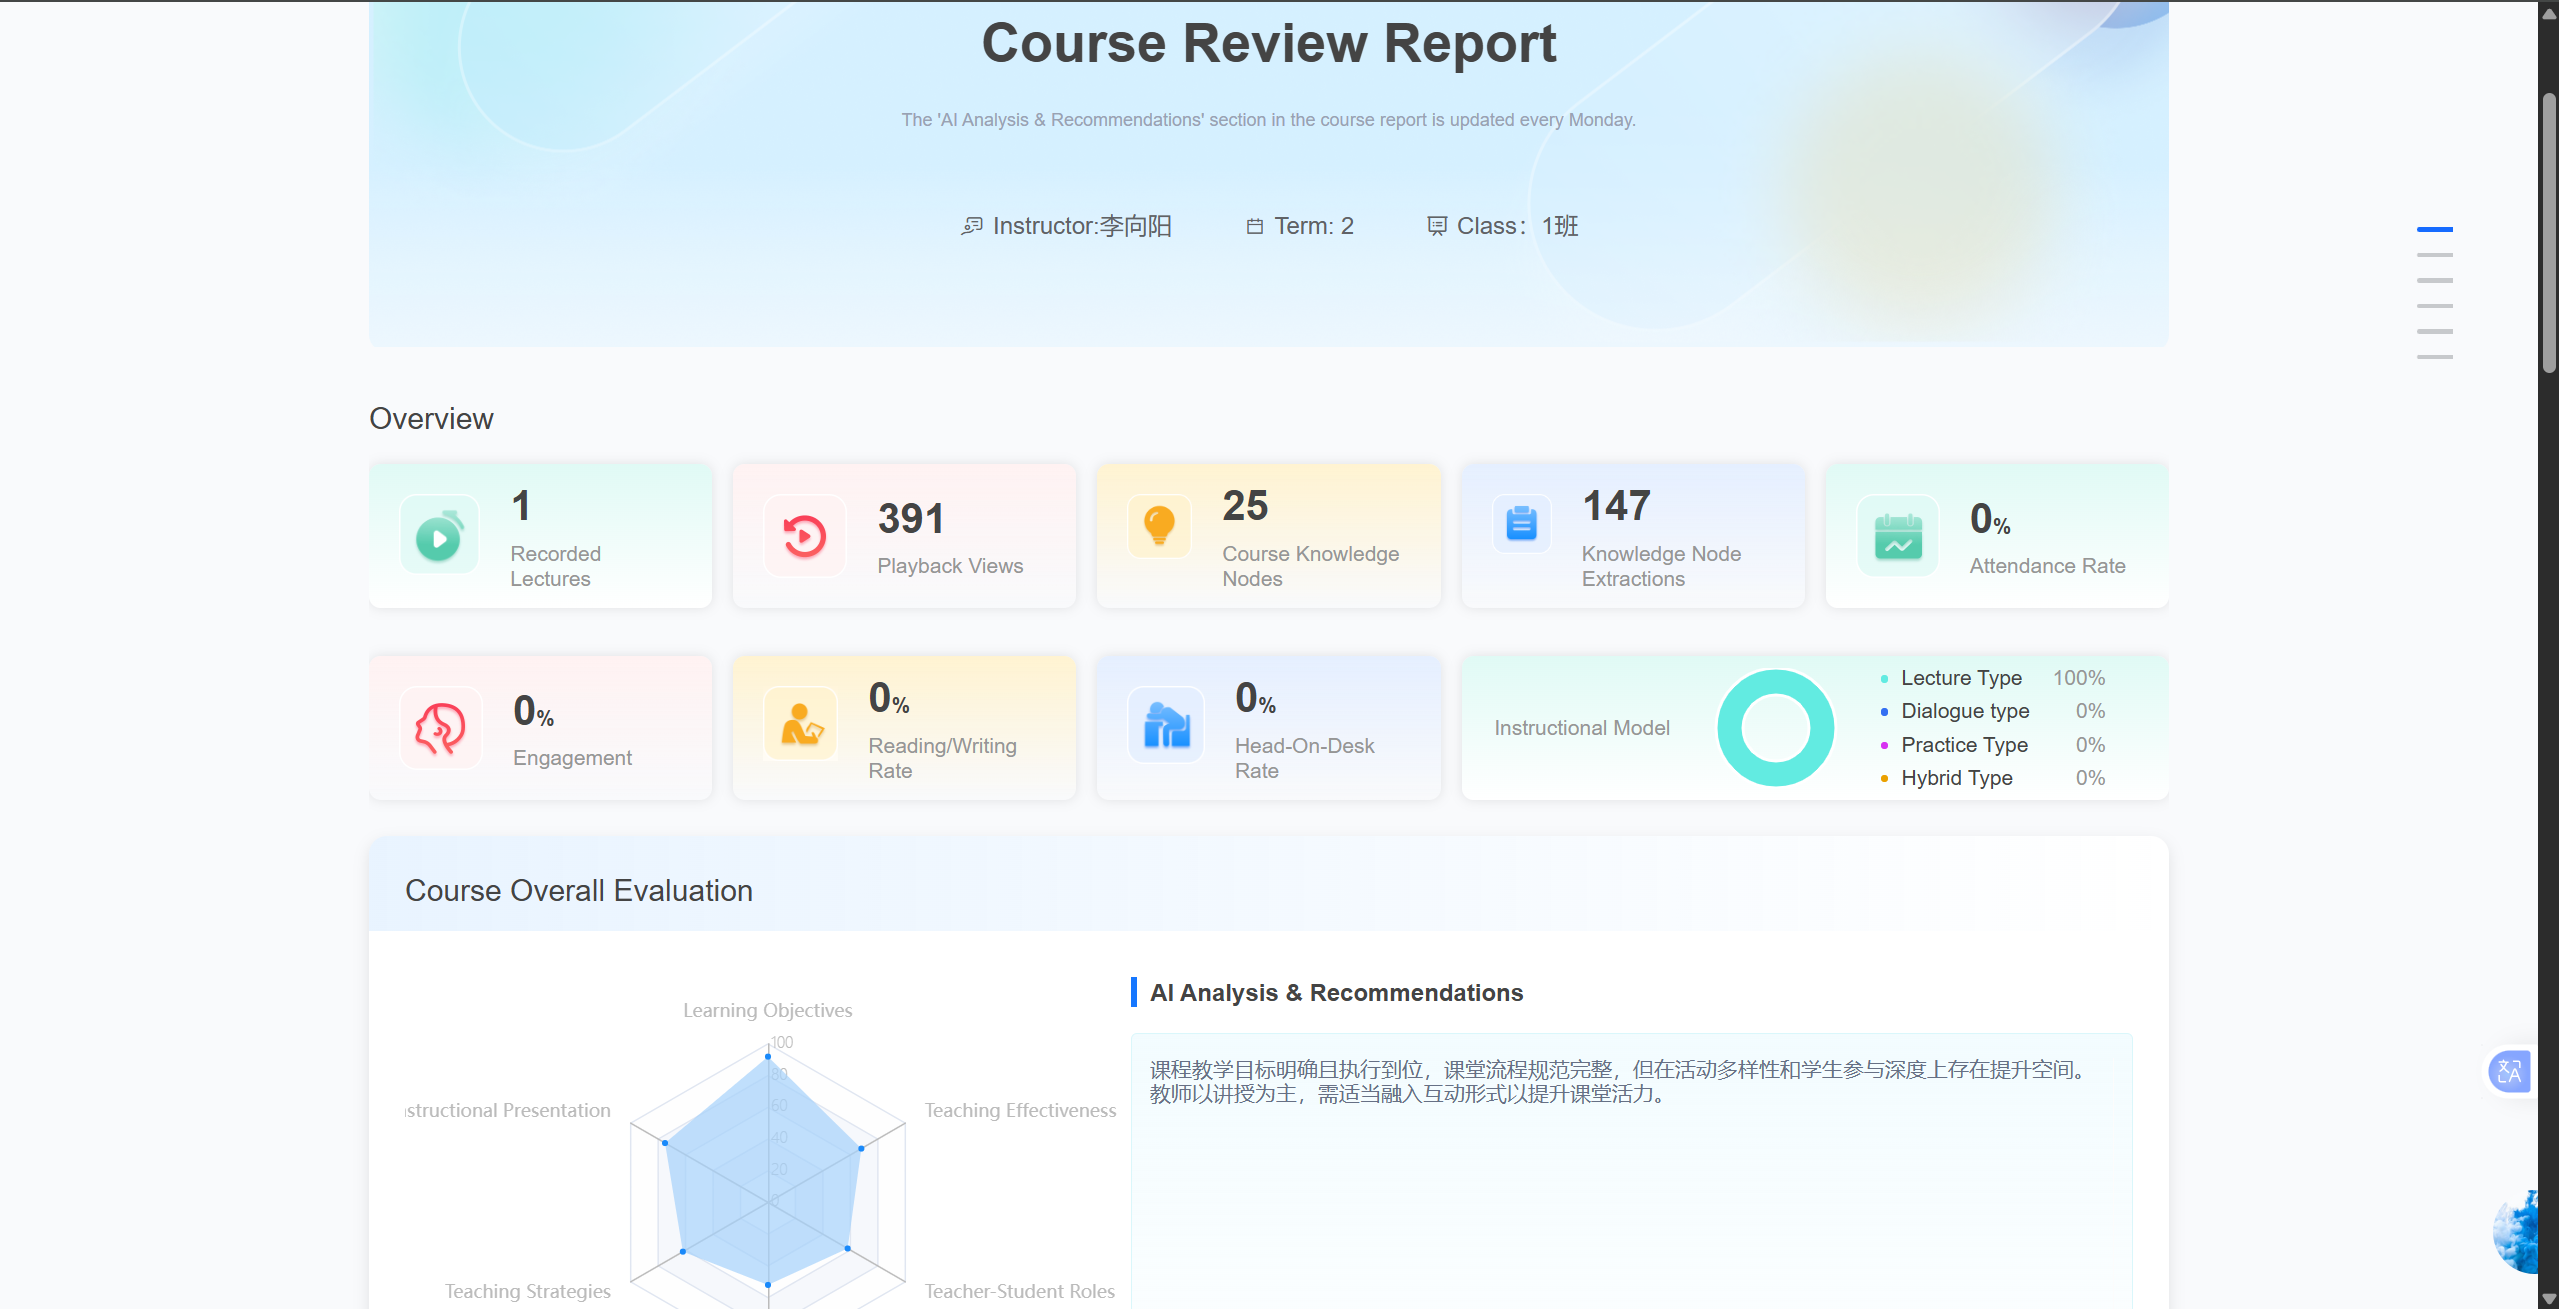 Course Review Report
The 'AI Analysis & Recommendations' section in the course report is updated every Monday.
Instructor:李向阳
Term: 2
Class：1班
Overview
1
Recorded
Lectures
391
Playback Views
25
Course Knowledge
Nodes
147
Knowledge Node
Extractions
0%
Attendance Rate
0%
Engagement
0%
Reading/Writing
Rate
0%
Head-On-Desk
Rate
Instructional Model
Lecture Type 100%
Dialogue type 0%
Practice Type 0%
Hybrid Type 0%
Course Overall Evaluation
Learning Objectives
100
80
60
40
20
0
structional Presentation
Teaching Effectiveness
Teaching Strategies
Teacher-Student Roles
AI Analysis & Recommendations
课程教学目标明确且执行到位，课堂流程规范完整，但在活动多样性和学生参与深度上存在提升空间。
教师以讲授为主，需适当融入互动形式以提升课堂活力。